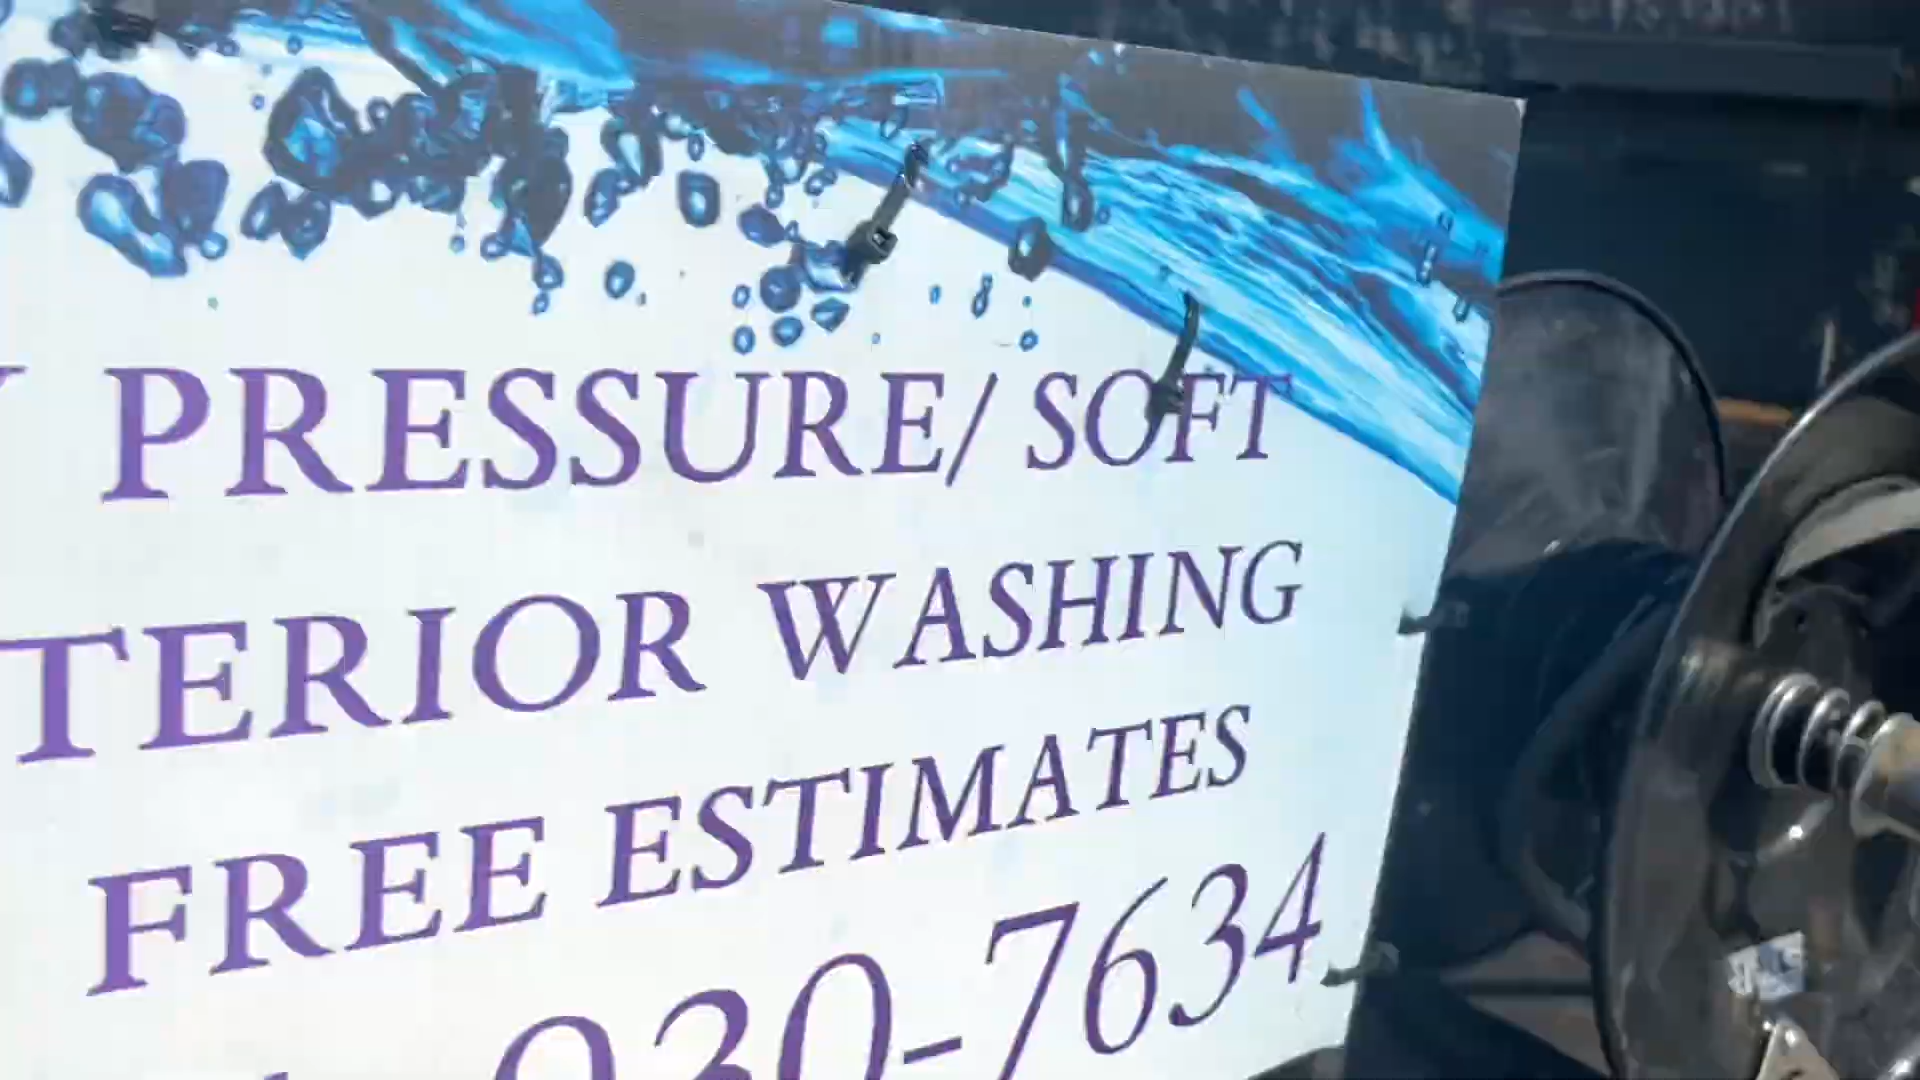 Y PRESSURE/ SOFT
TERIOR WASHING
FREE ESTIMATES
930-7634